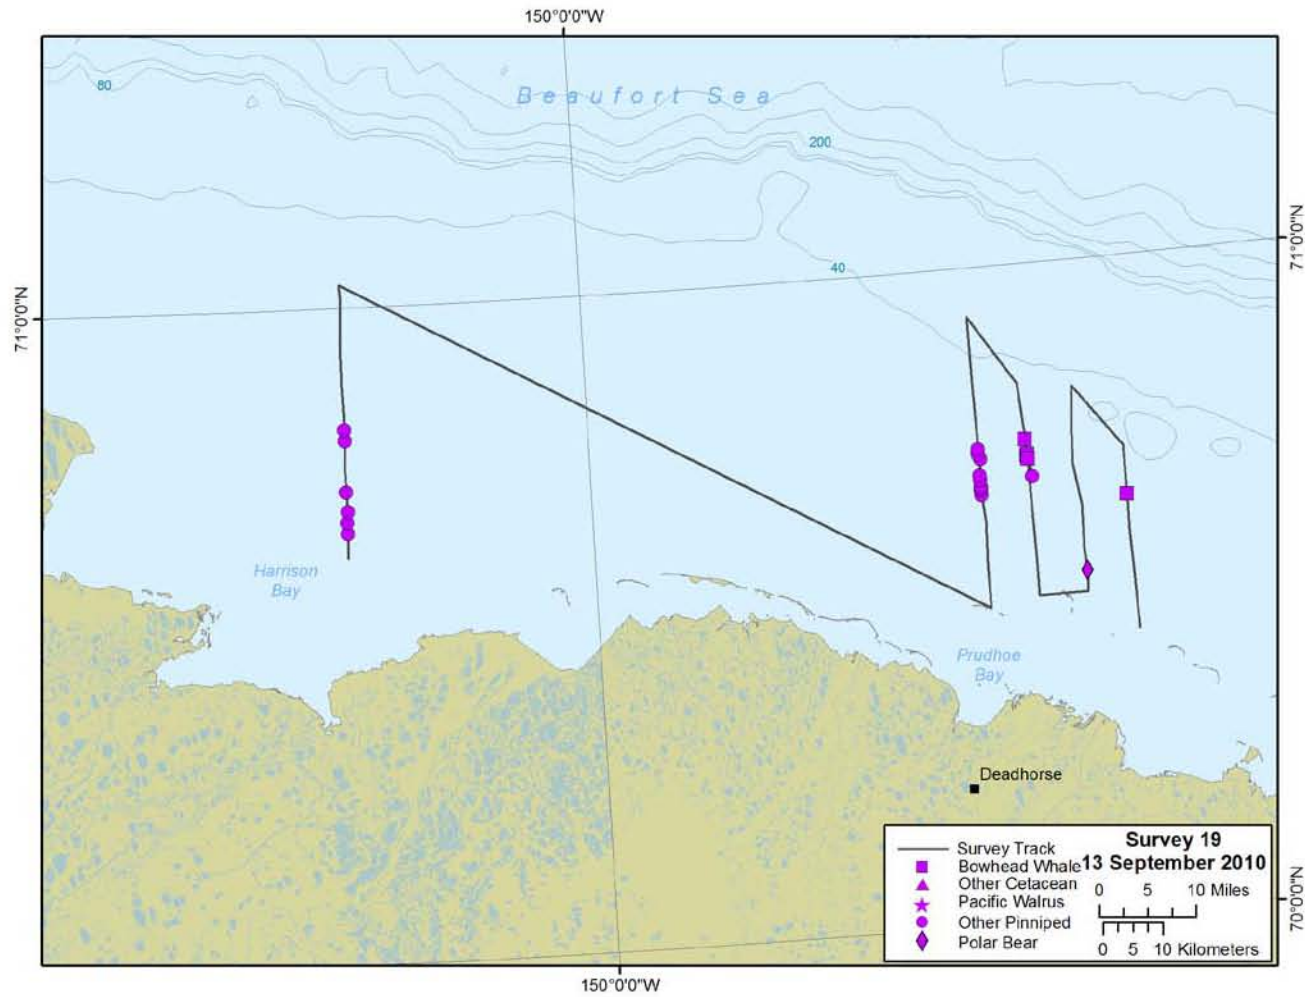 150°0'0"W
Beaufort Sea
80
200
71°0'0"N
40
71°0'0"N
Harrison
Bay
Prudhoe
Bay
Deadhorse
Survey 19
13 September 2010
Survey Track
Bowhead Whale
Other Cetacean
Pacific Walrus
Other Pinniped
Polar Bear
0 5 10 Miles
0 5 10 Kilometers
70°0'0"N
150°0'0"W